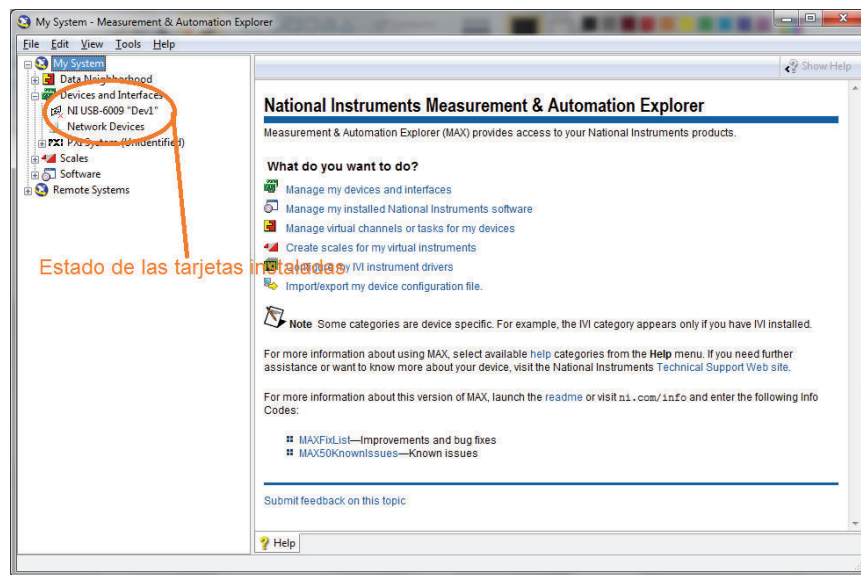 My System - Measurement & Automation Explorer
File Edit View Tools Help
My System
Data Neighborhood
Devices and Interfaces
NI USB-6009 "Dev1"
Network Devices
PXI PXI System (Unidentified)
Scales
Software
Remote Systems
Estado de las tarjetas instaladas
Show Help
National Instruments Measurement & Automation Explorer
Measurement & Automation Explorer (MAX) provides access to your National Instruments products.
What do you want to do?
Manage my devices and interfaces
Manage my installed National Instruments software
Manage virtual channels or tasks for my devices
Create scales for my virtual instruments
Configure my IVI instrument drivers
Import/export my device configuration file.
Note Some categories are device specific. For example, the IVI category appears only if you have IVI installed.
For more information about using MAX, select available help categories from the Help menu. If you need further
assistance or want to know more about your device, visit the National Instruments Technical Support Web site.
For more information about this version of MAX, launch the readme or visit ni.com/info and enter the following Info
Codes:
MAXFixList—Improvements and bug fixes
MAX50KnownIssues—Known issues
Submit feedback on this topic
Help